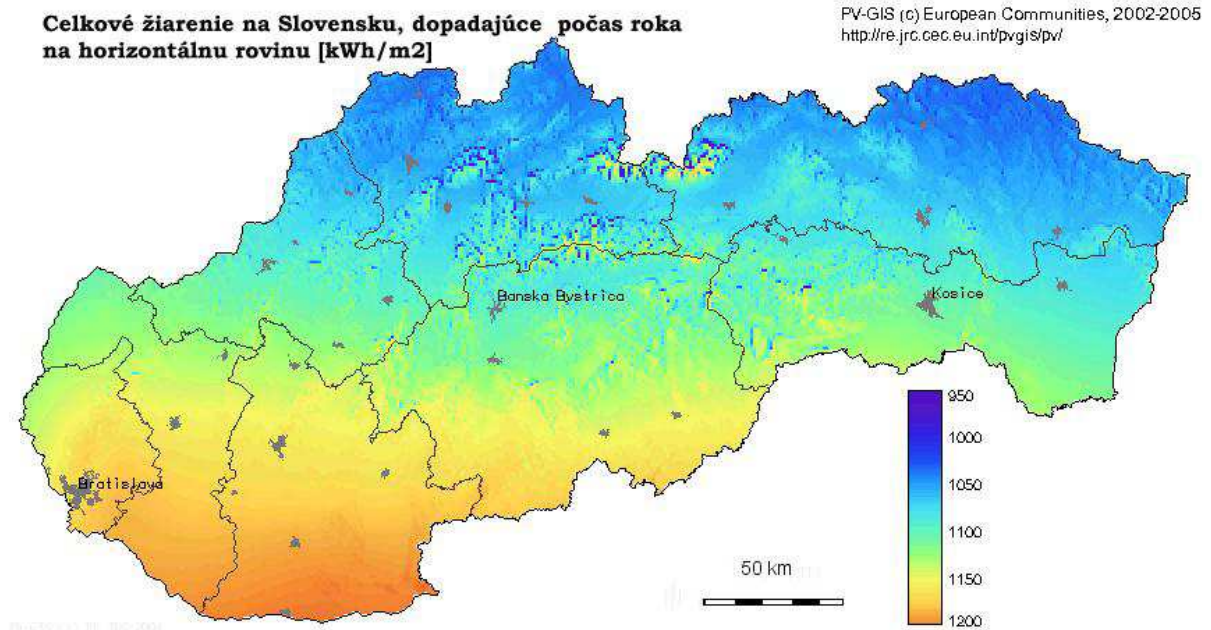 Celkové žiarenie na Slovensku, dopadajúce počas roka
na horizontálnu rovinu [kWh/m2]
PV-GIS (c) European Communities, 2002-2005
http://re.jrc.cec.eu.int/pvgis/pv/
Banska Bystrica
Kosice
Bratislava
950
1000
1050
1100
1150
1200
50 km